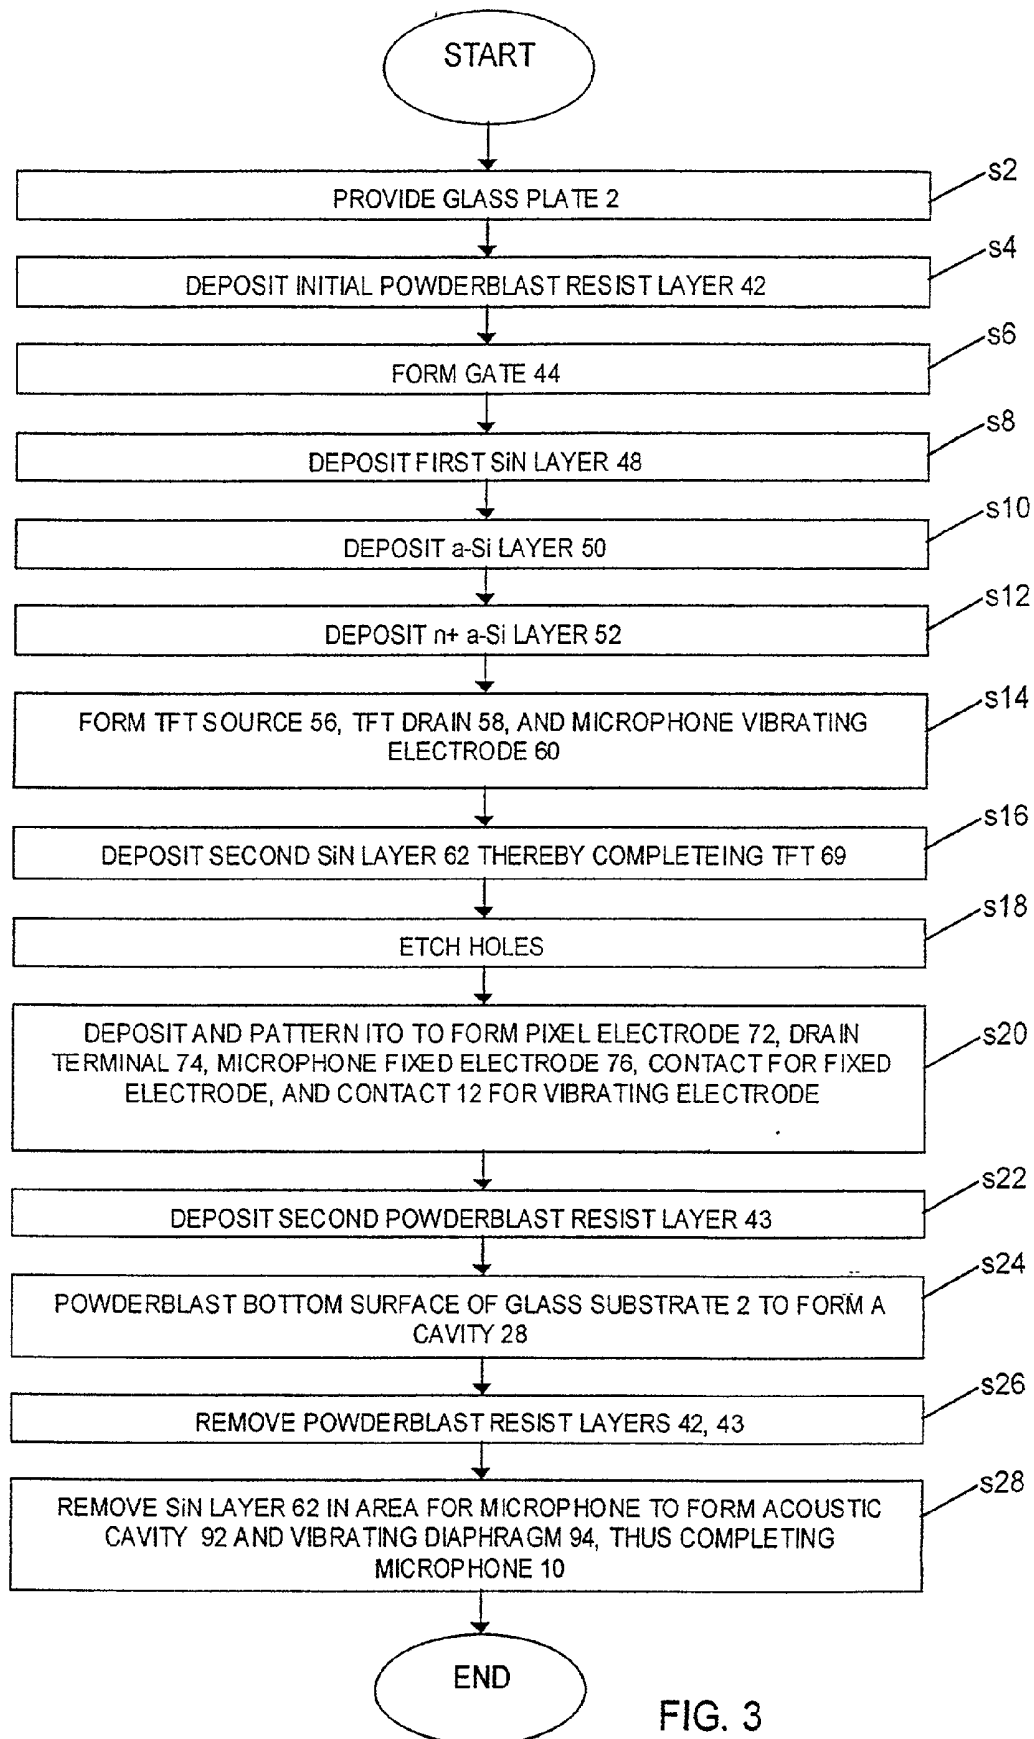 START
s2
PROVIDE GLASS PLATE 2
s4
DEPOSIT INITIAL POWDERBLAST RESIST LAYER 42
s6
FORM GATE 44
s8
DEPOSIT FIRST SiN LAYER 48
s10
DEPOSIT a-Si LAYER 50
s12
DEPOSIT n+ a-Si LAYER 52
s14
FORM TFT SOURCE 56, TFT DRAIN 58, AND MICROPHONE VIBRATING
ELECTRODE 60
s16
DEPOSIT SECOND SiN LAYER 62 THEREBY COMPLETEING TFT 69
s18
ETCH HOLES
s20
DEPOSIT AND PATTERN ITO TO FORM PIXEL ELECTRODE 72, DRAIN
TERMINAL 74, MICROPHONE FIXED ELECTRODE 76, CONTACT FOR FIXED
ELECTRODE, AND CONTACT 12 FOR VIBRATING ELECTRODE
s22
DEPOSIT SECOND POWDERBLAST RESIST LAYER 43
s24
POWDERBLAST BOTTOM SURFACE OF GLASS SUBSTRATE 2 TO FORM A
CAVITY 28
s26
REMOVE POWDERBLAST RESIST LAYERS 42, 43
s28
REMOVE SiN LAYER 62 IN AREA FOR MICROPHONE TO FORM ACOUSTIC
CAVITY 92 AND VIBRATING DIAPHRAGM 94, THUS COMPLETING
MICROPHONE 10
END
FIG. 3